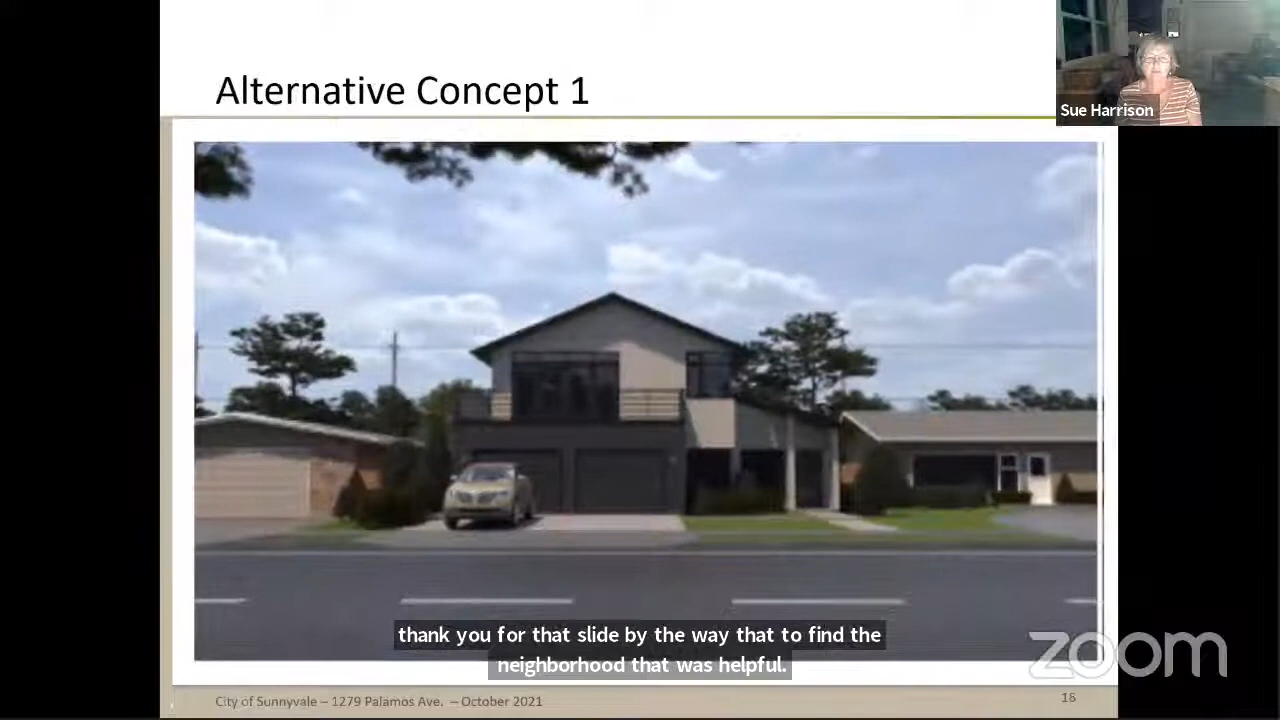 Alternative Concept 1
Sue Harrison
thank you for that slide by the way that to find the
neighborhood that was helpful.
zoom
City of Sunnyvale – 1279 Palamos Ave. – October 2021
16